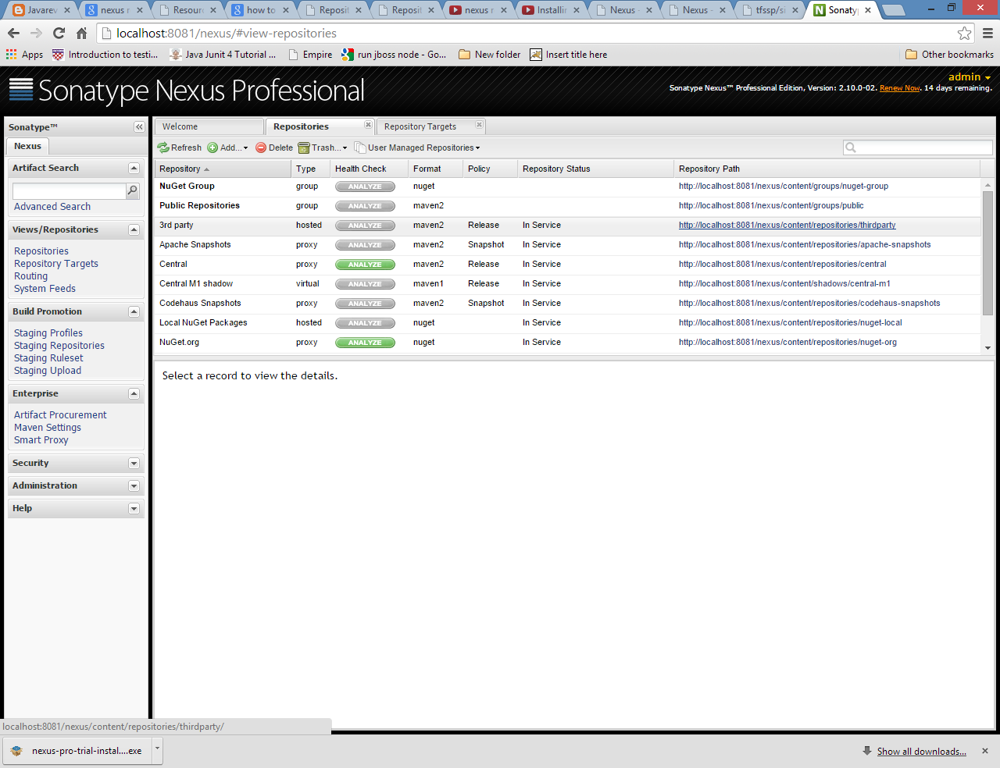 Javarev
nexus r
Resourc
how to
Reposit
Reposit
nexus r
Installin
Nexus -
Nexus -
tfssp/si
Sonatyp
localhost:8081/nexus/#view-repositories
Apps Introduction to testi... Java Junit 4 Tutorial ... Empire run jboss node - Go... New folder Insert title here Other bookmarks
Sonatype Nexus Professional
admin
Sonatype Nexus™ Professional Edition, Version: 2.10.0-02. Renew Now. 14 days remaining.
Sonatype™
Nexus
Artifact Search
Advanced Search
Views/Repositories
Repositories
Repository Targets
Routing
System Feeds
Build Promotion
Staging Profiles
Staging Repositories
Staging Ruleset
Staging Upload
Enterprise
Artifact Procurement
Maven Settings
Smart Proxy
Security
Administration
Help
Welcome Repositories Repository Targets
Refresh Add... Delete Trash... User Managed Repositories
Repository Type Health Check Format Policy Repository Status Repository Path
NuGet Group group ANALYZE nuget http://localhost:8081/nexus/content/groups/nuget-group
Public Repositories group ANALYZE maven2 http://localhost:8081/nexus/content/groups/public
3rd party hosted ANALYZE maven2 Release In Service http://localhost:8081/nexus/content/repositories/thirdparty
Apache Snapshots proxy ANALYZE maven2 Snapshot In Service http://localhost:8081/nexus/content/repositories/apache-snapshots
Central proxy ANALYZE maven2 Release In Service http://localhost:8081/nexus/content/repositories/central
Central M1 shadow virtual ANALYZE maven1 Release In Service http://localhost:8081/nexus/content/shadows/central-m1
Codehaus Snapshots proxy ANALYZE maven2 Snapshot In Service http://localhost:8081/nexus/content/repositories/codehaus-snapshots
Local NuGet Packages hosted ANALYZE nuget In Service http://localhost:8081/nexus/content/repositories/nuget-local
NuGet.org proxy ANALYZE nuget In Service http://localhost:8081/nexus/content/repositories/nuget-org
Select a record to view the details.
localhost:8081/nexus/content/repositories/thirdparty/
nexus-pro-trial-instal....exe
Show all downloads...